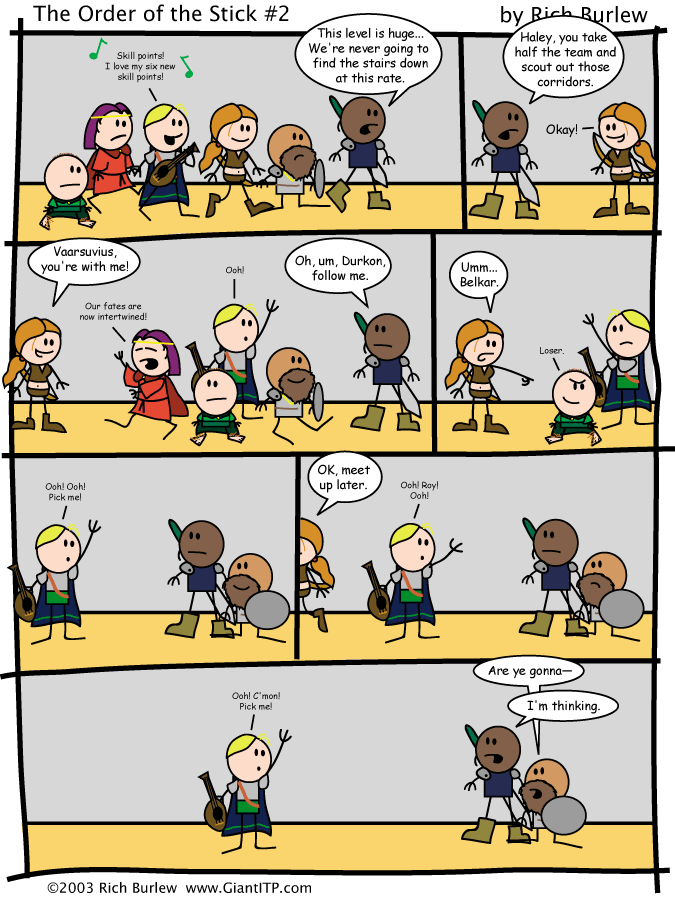 The Order of the Stick #2
by Rich Burlew
Skill points!
I love my six new
skill points!
This level is huge...
We're never going to
find the stairs down
at this rate.
Haley, you take
half the team and
scout out those
corridors.
Okay!
Vaarsuvius,
you're with me!
Our fates are
now intertwined!
Ooh!
Oh, um, Durkon,
follow me.
Umm...
Belkar.
Loser.
Ooh! Ooh!
Pick me!
OK, meet
up later.
Ooh! Roy!
Ooh!
Ooh! C'mon!
Pick me!
Are ye gonna—
I'm thinking.
©2003 Rich Burlew www.GiantITP.com